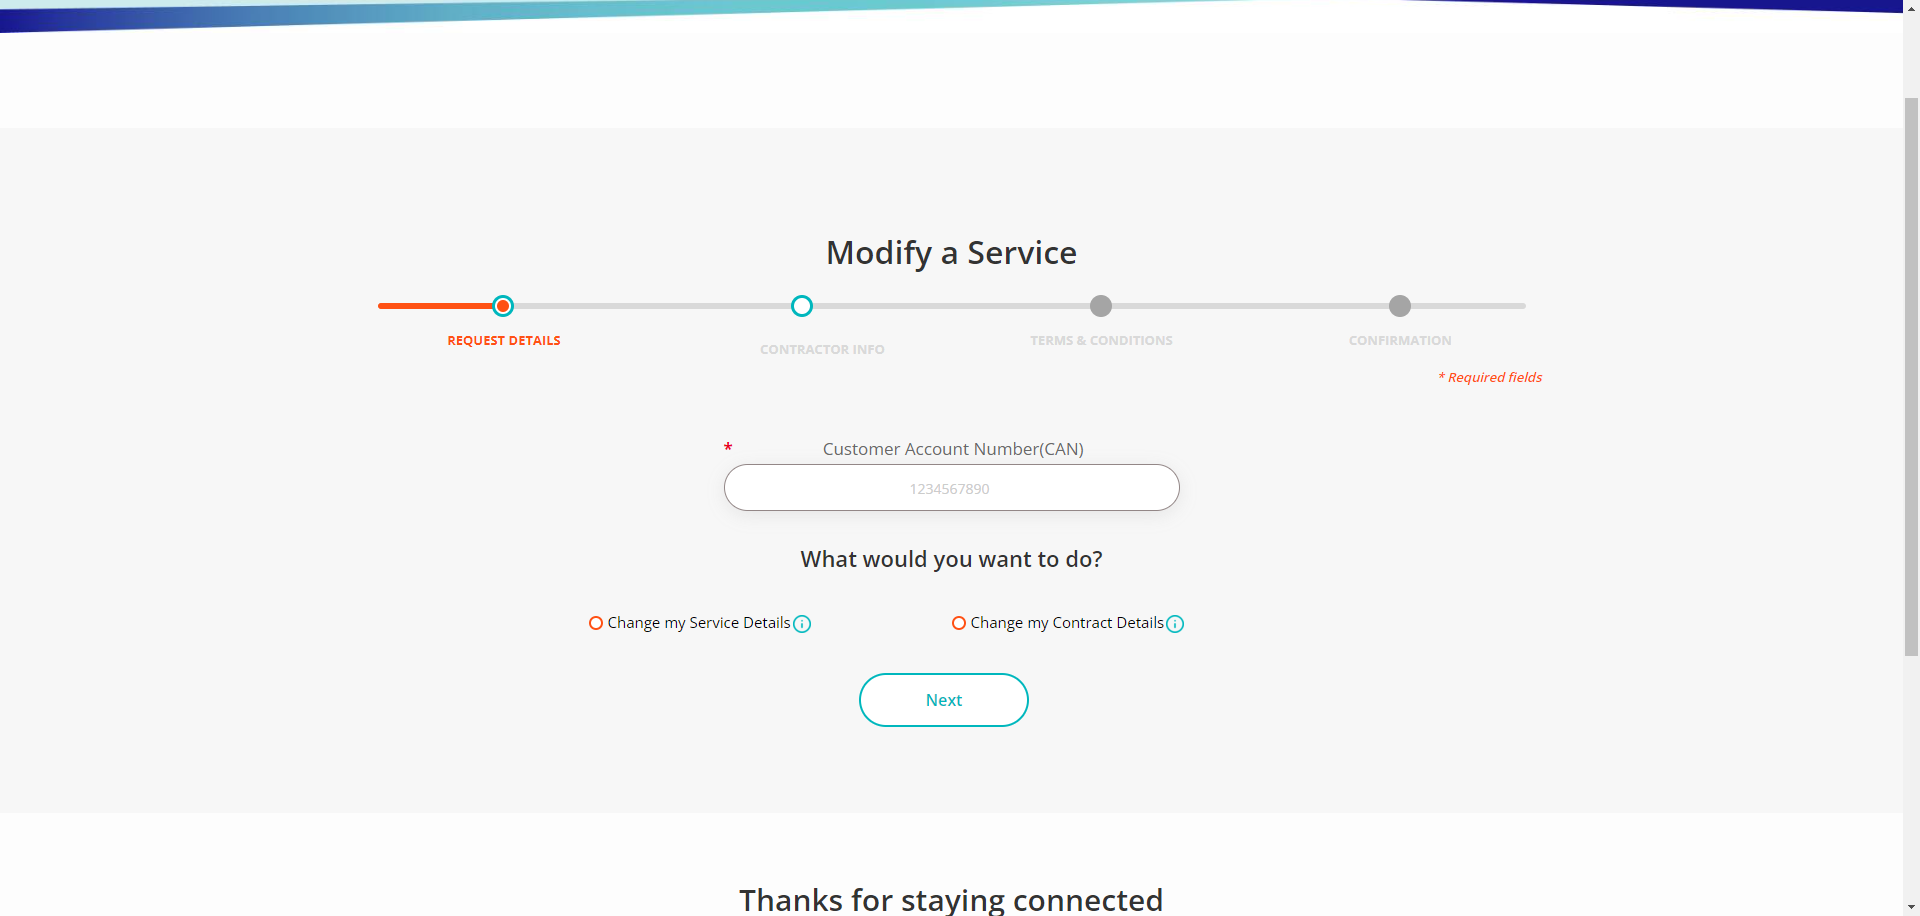 Modify a Service
REQUEST DETAILS
CONTRACTOR INFO
TERMS & CONDITIONS
CONFIRMATION
* Required fields
* Customer Account Number(CAN)
1234567890
What would you want to do?
Change my Service Details
Change my Contract Details
Next
Thanks for staying connected